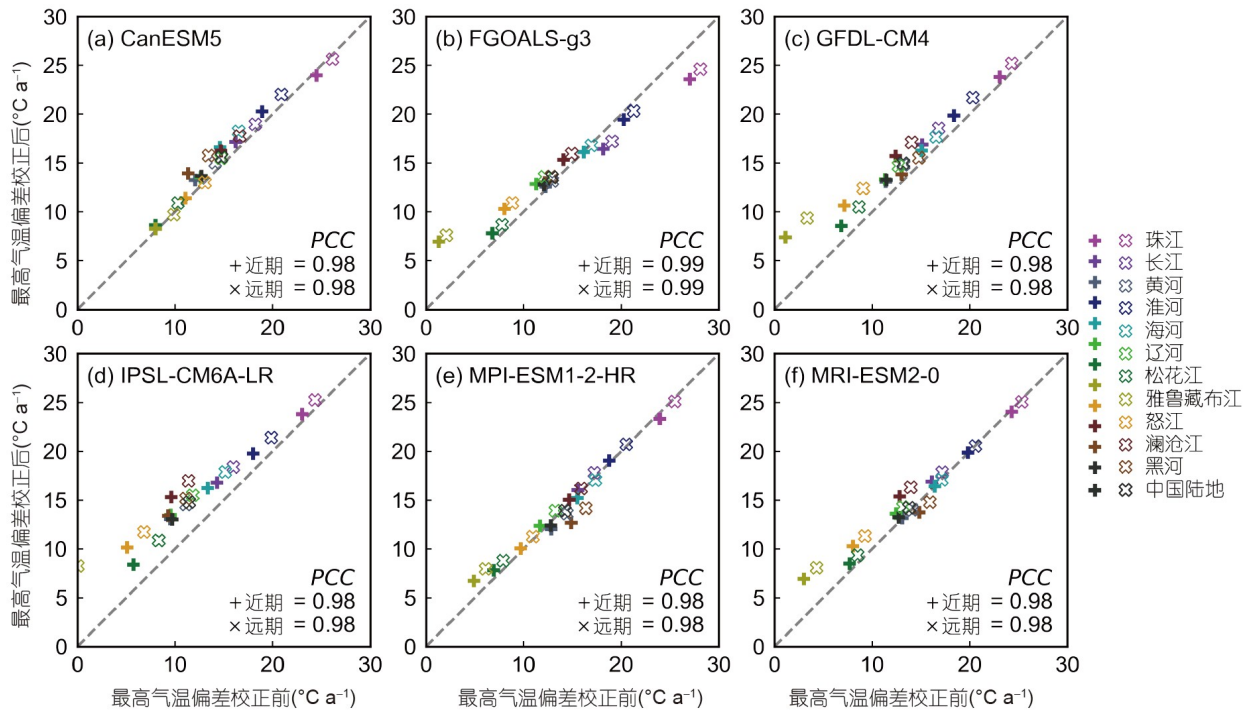 30
25
20
15
10
5
0
最高气温偏差校正后(°C a⁻¹)
(a) CanESM5
PCC
+近期 = 0.98
×远期 = 0.98
0 10 20 30
30
25
20
15
10
5
0
(b) FGOALS-g3
PCC
+近期 = 0.99
×远期 = 0.99
0 10 20 30
30
25
20
15
10
5
0
(c) GFDL-CM4
PCC
+近期 = 0.98
×远期 = 0.98
0 10 20 30
30
25
20
15
10
5
0
最高气温偏差校正后(°C a⁻¹)
(d) IPSL-CM6A-LR
PCC
+近期 = 0.98
×远期 = 0.98
0 10 20 30
最高气温偏差校正前(°C a⁻¹)
30
25
20
15
10
5
0
(e) MPI-ESM1-2-HR
PCC
+近期 = 0.98
×远期 = 0.98
0 10 20 30
最高气温偏差校正前(°C a⁻¹)
30
25
20
15
10
5
0
(f) MRI-ESM2-0
PCC
+近期 = 0.98
×远期 = 0.98
0 10 20 30
最高气温偏差校正前(°C a⁻¹)
珠江
长江
黄河
淮河
海河
辽河
松花江
雅鲁藏布江
怒江
澜沧江
黑河
中国陆地